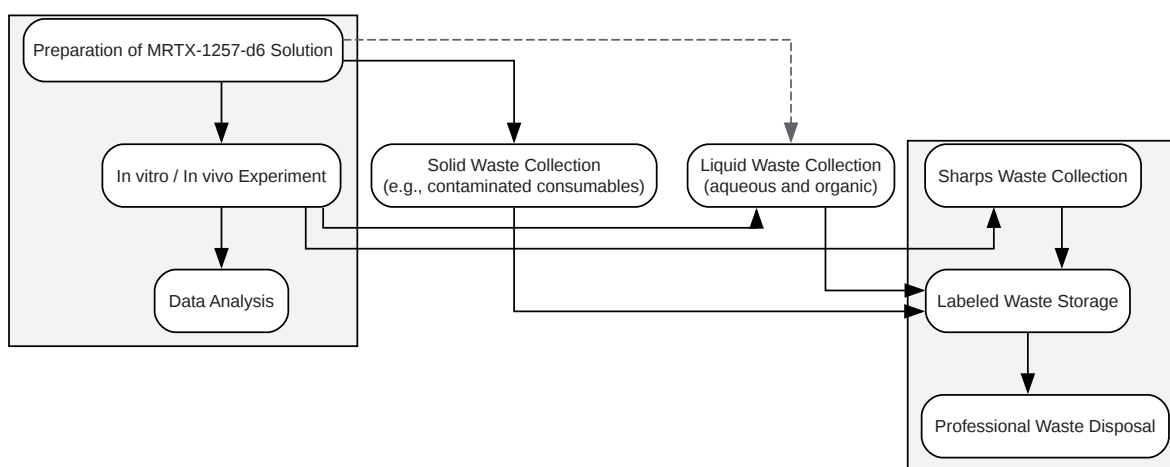 Preparation of MRTX-1257-d6 Solution
In vitro / In vivo Experiment
Solid Waste Collection
(e.g., contaminated consumables)
Liquid Waste Collection
(aqueous and organic)
Sharps Waste Collection
Data Analysis
Labeled Waste Storage
Professional Waste Disposal